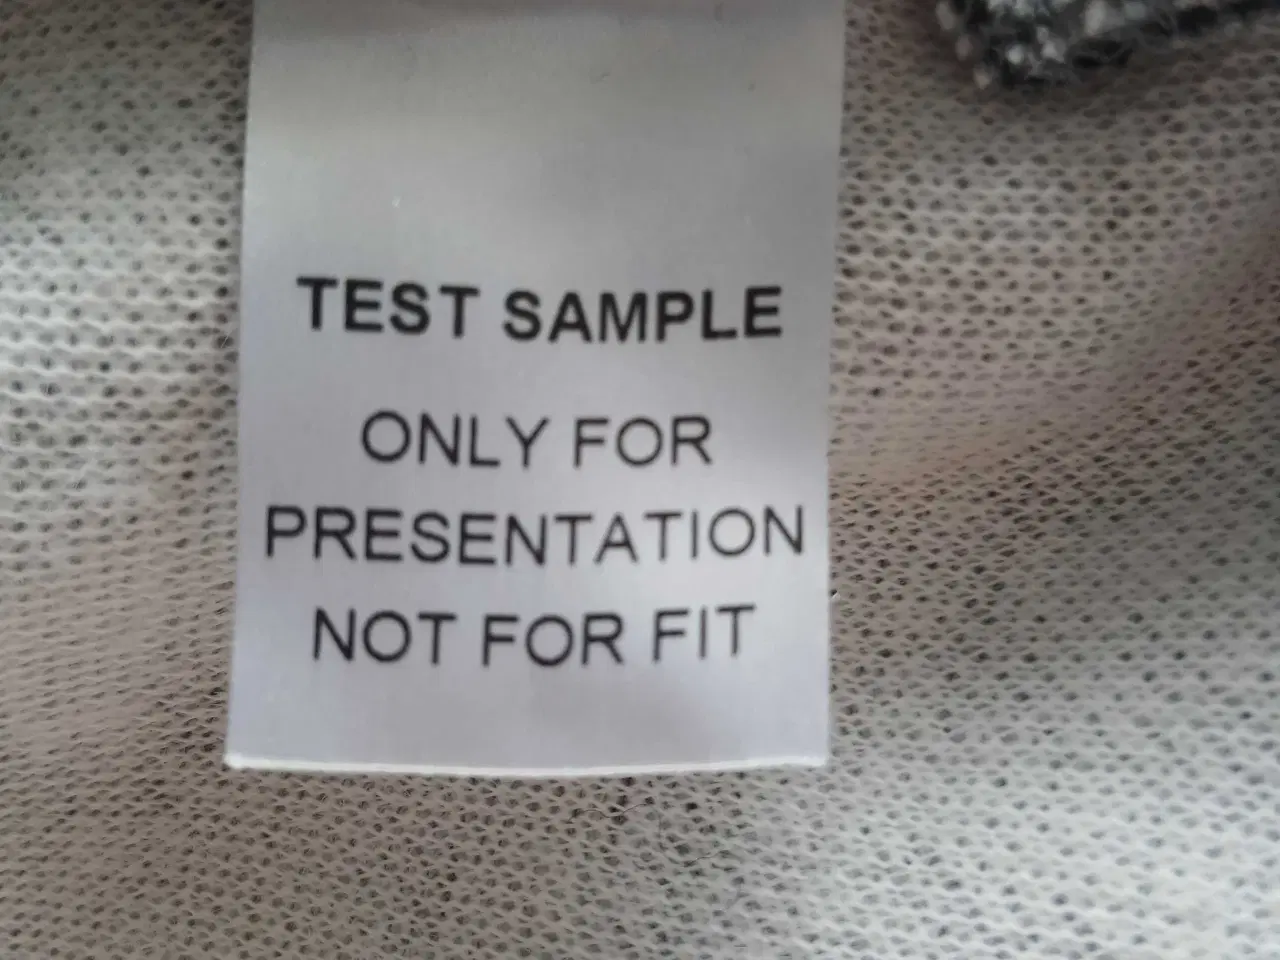 TEST SAMPLE
ONLY FOR
PRESENTATION
NOT FOR FIT